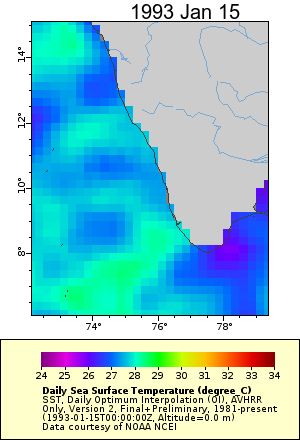 1993 Jan 15
14°
12°
10°
8°
74° 76° 78°
24 25 26 27 28 29 30 31 32 33 34
Daily Sea Surface Temperature (degree_C)
SST, Daily Optimum Interpolation (OI), AVHRR
Only, Version 2, Final+Preliminary, 1981-present
(1993-01-15T00:00:00Z, Altitude=0.0 m)
Data courtesy of NOAA NCEI